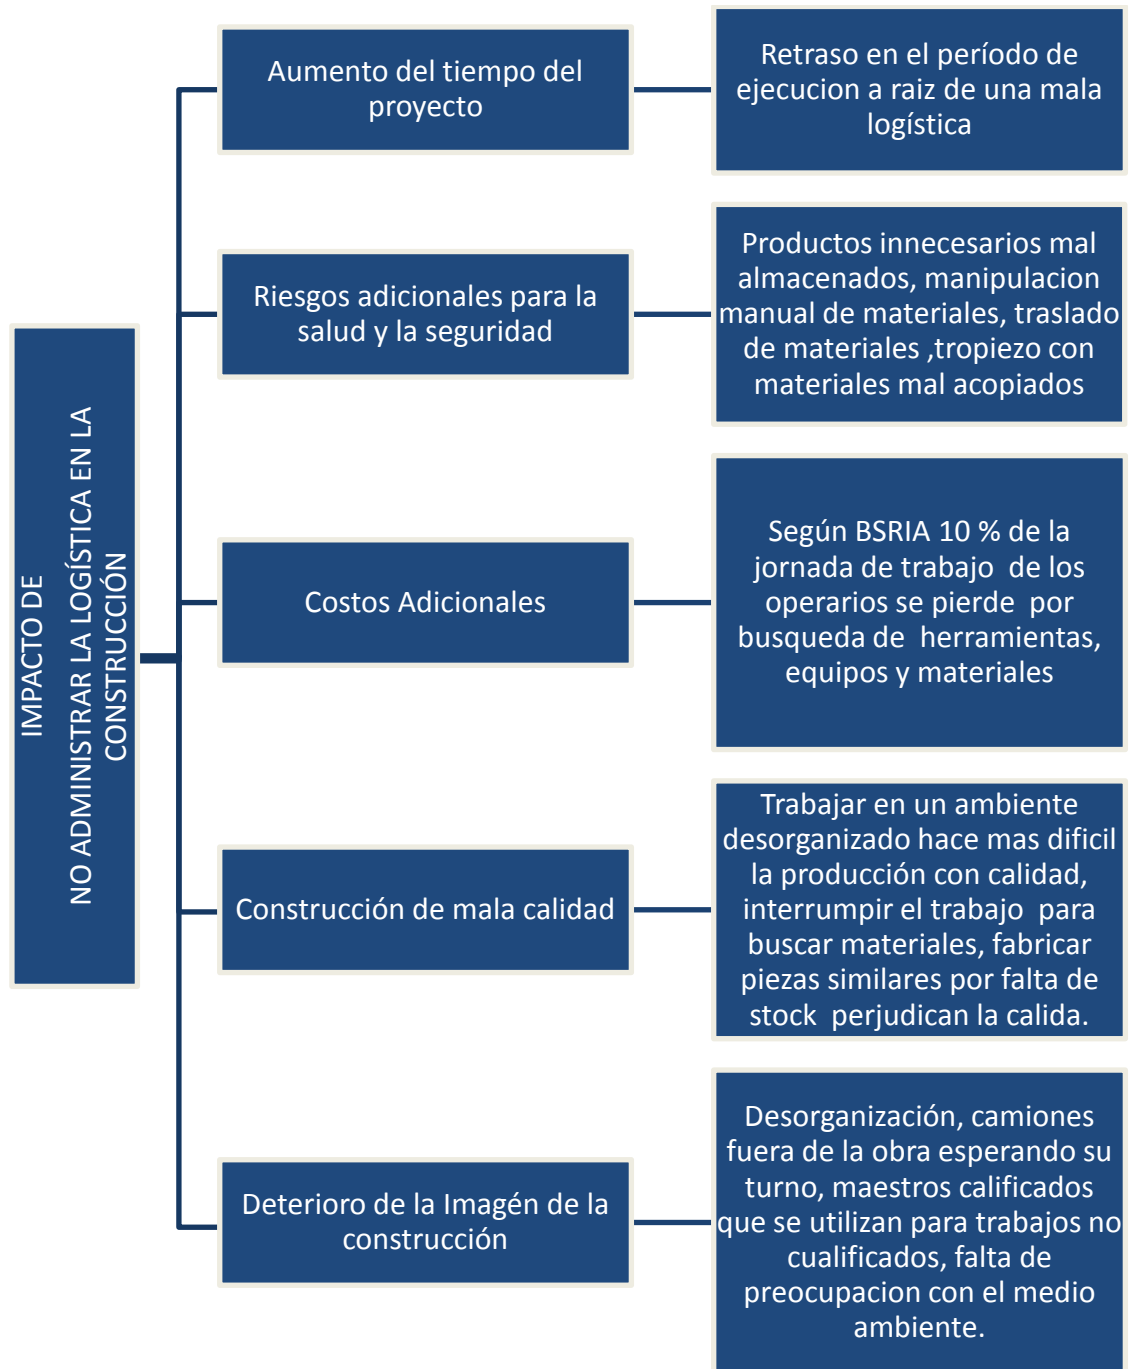 IMPACTO DE
NO ADMINISTRAR LA LOGÍSTICA EN LA
CONSTRUCCIÓN
Aumento del tiempo del
proyecto
Retraso en el período de
ejecucion a raiz de una mala
logística
Riesgos adicionales para la
salud y la seguridad
Productos innecesarios mal
almacenados, manipulacion
manual de materiales, traslado
de materiales ,tropiezo con
materiales mal acopiados
Costos Adicionales
Según BSRIA 10 % de la
jornada de trabajo  de los
operarios se pierde  por
busqueda de  herramientas,
equipos y materiales
Construcción de mala calidad
Trabajar en un ambiente
desorganizado hace mas dificil
la producción con calidad,
interrumpir el trabajo  para
buscar materiales, fabricar
piezas similares por falta de
stock  perjudican la calida.
Deterioro de la Imagén de la
construcción
Desorganización, camiones
fuera de la obra esperando su
turno, maestros calificados
que se utilizan para trabajos no
cualificados, falta de
preocupacion con el medio
ambiente.